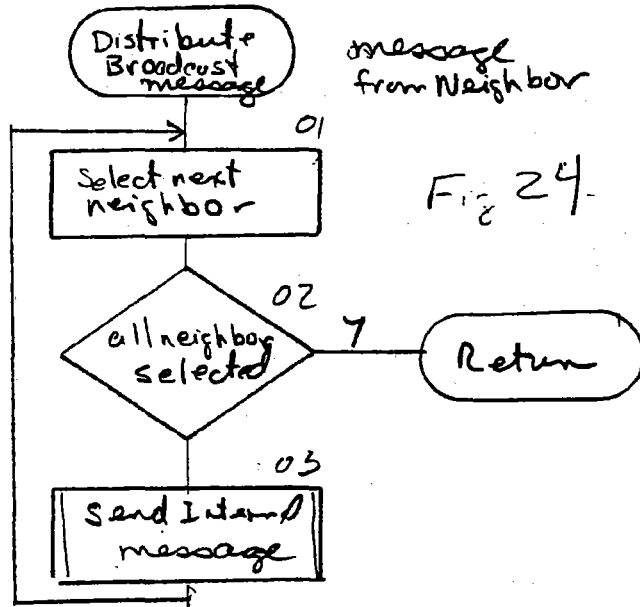 Distribute
Broadcast
message
message
from Neighbor
01
Select next
neighbor
Fig 24.
02
all neighbor
selected
Y
Return
03
Send Internal
message